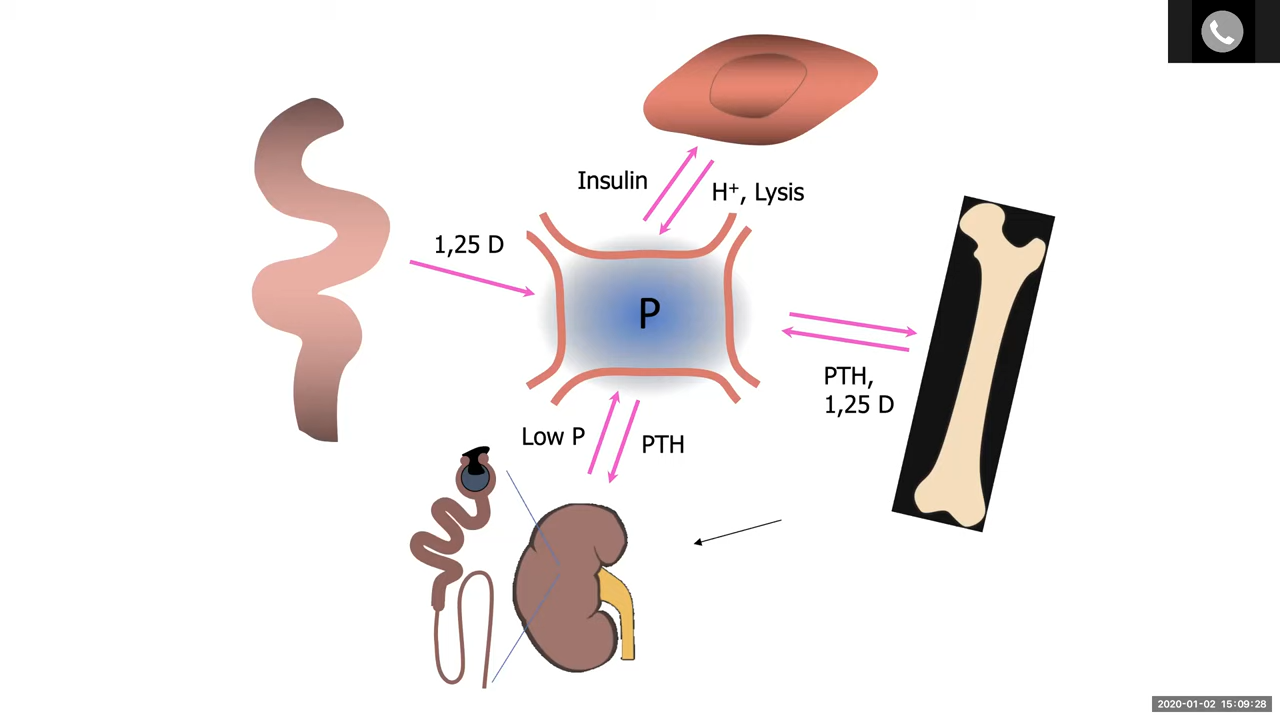 Insulin
H⁺, Lysis
1,25 D
P
PTH,
1,25 D
Low P
PTH
2020-01-02 15:09:28